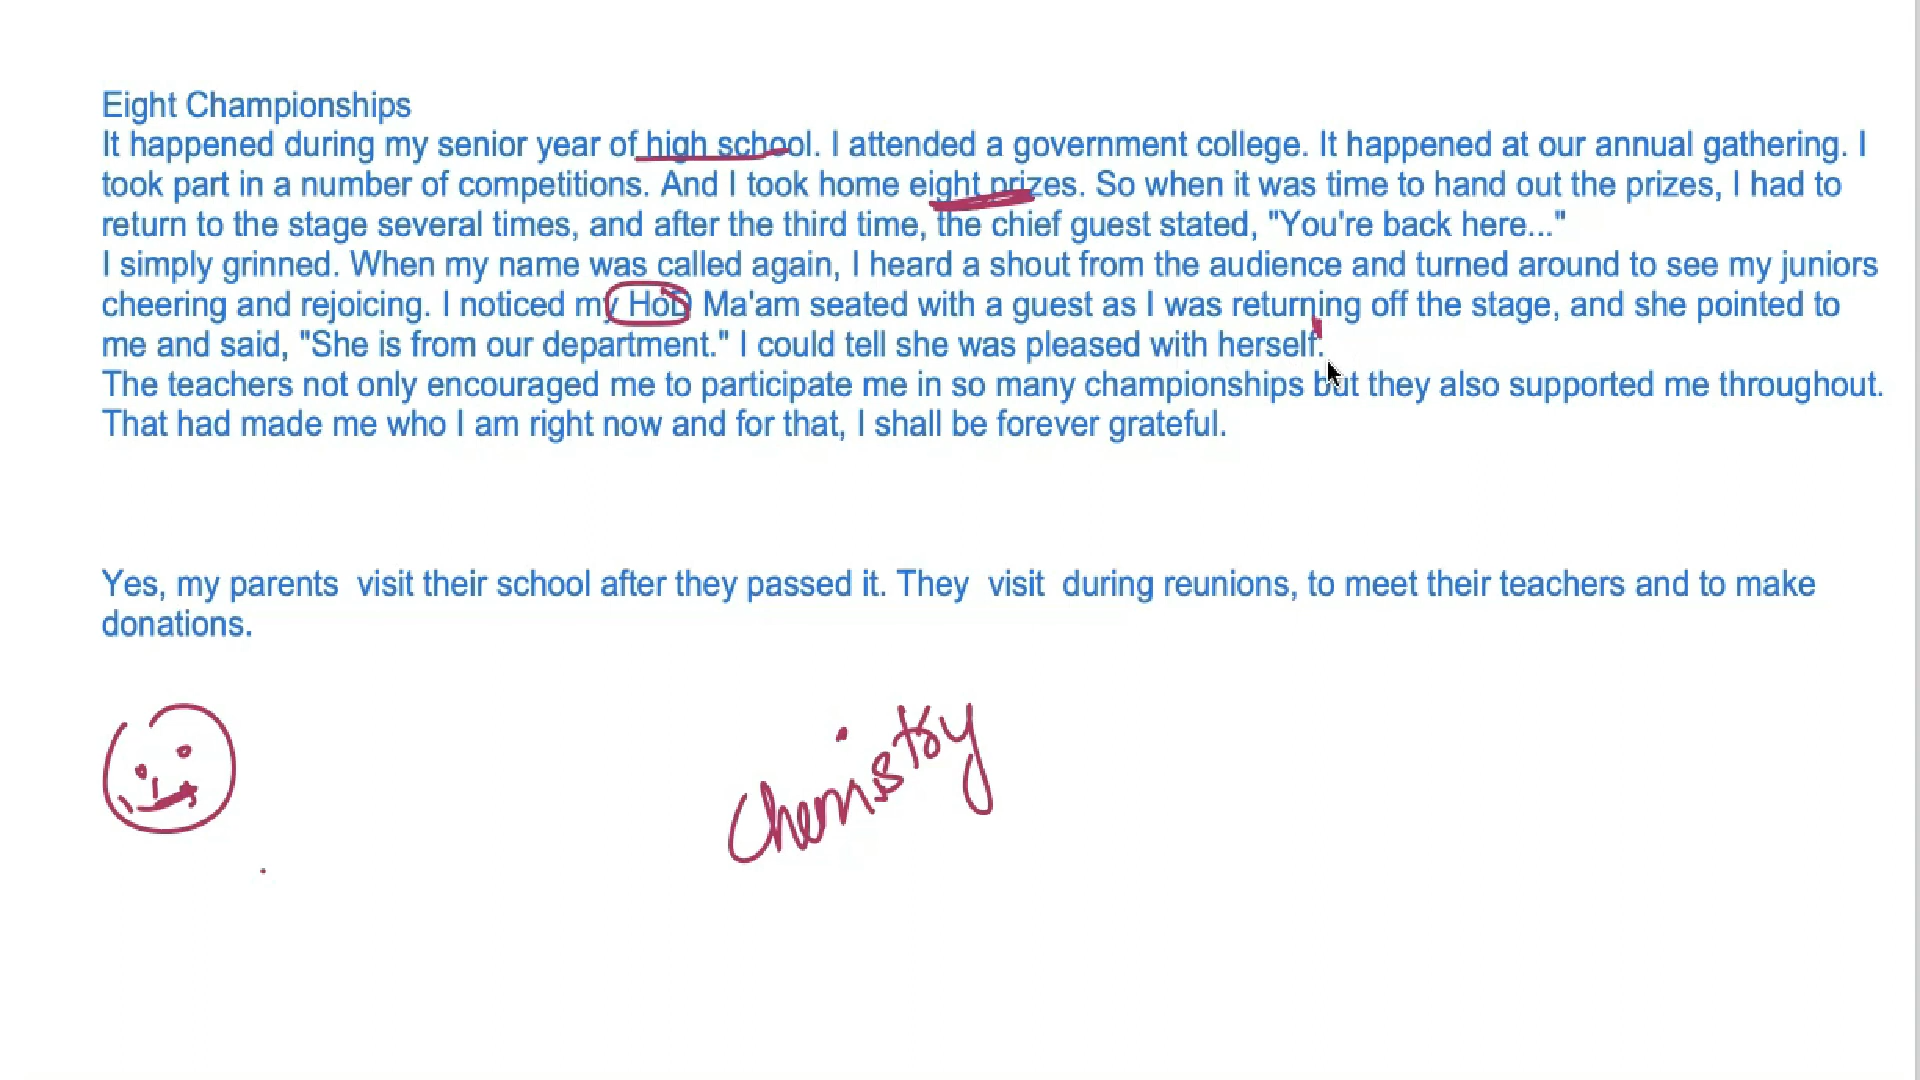 Eight Championships
It happened during my senior year of high school. I attended a government college. It happened at our annual gathering. I
took part in a number of competitions. And I took home eight prizes. So when it was time to hand out the prizes, I had to
return to the stage several times, and after the third time, the chief guest stated, "You're back here..."
I simply grinned. When my name was called again, I heard a shout from the audience and turned around to see my juniors
cheering and rejoicing. I noticed my HoD Ma'am seated with a guest as I was returning off the stage, and she pointed to
me and said, "She is from our department." I could tell she was pleased with herself.
The teachers not only encouraged me to participate me in so many championships but they also supported me throughout.
That had made me who I am right now and for that, I shall be forever grateful.
Yes, my parents  visit their school after they passed it. They  visit  during reunions, to meet their teachers and to make
donations.
Chemistry